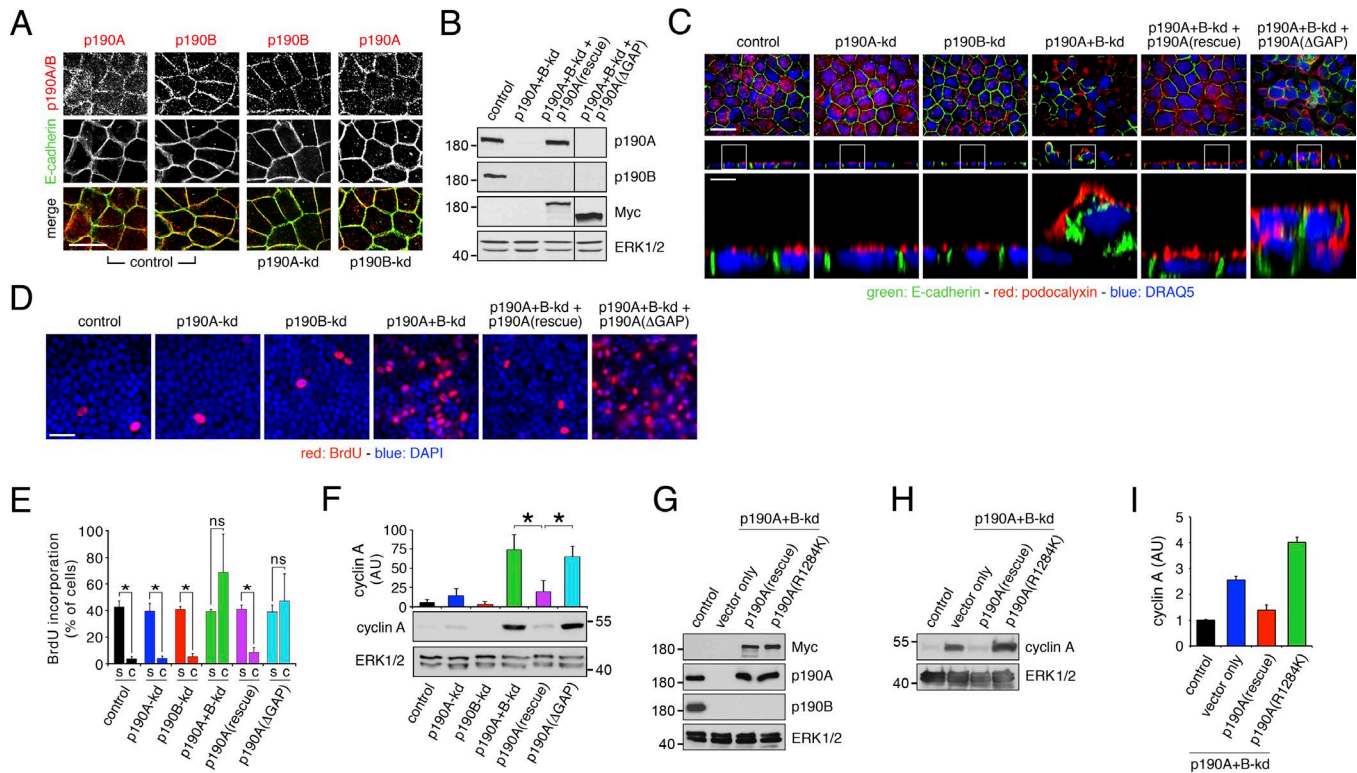 A
p190A p190B p190B p190A
p190A/B
E-cadherin
merge
control
p190A-kd p190B-kd
B
control
p190A+B-kd
p190A+B-kd +
p190A(rescue)
p190A+B-kd +
p190A(ΔGAP)
180
p190A
180
p190B
180
Myc
40
ERK1/2
C
control p190A-kd p190B-kd p190A+B-kd
p190A+B-kd +
p190A(rescue)
p190A+B-kd +
p190A(ΔGAP)
green: E-cadherin - red: podocalyxin - blue: DRAQ5
D
control p190A-kd p190B-kd p190A+B-kd
p190A+B-kd +
p190A(rescue)
p190A+B-kd +
p190A(ΔGAP)
red: BrdU - blue: DAPI
E
BrdU incorporation
(% of cells)
100
80
60
40
20
0
* * * ns * ns
s c s c s c s c s c s c
control
p190A-kd
p190B-kd
p190A+B-kd
p190A(rescue)
p190A(ΔGAP)
F
cyclin A
(AU)
100
75
50
25
0
* *
cyclin A
55
ERK1/2
40
control
p190A-kd
p190B-kd
p190A+B-kd
p190A(rescue)
p190A(ΔGAP)
G
p190A+B-kd
control
vector only
p190A(rescue)
p190A(R1284K)
180
Myc
180
p190A
180
p190B
40
ERK1/2
H
p190A+B-kd
control
vector only
p190A(rescue)
p190A(R1284K)
55
cyclin A
40
ERK1/2
I
cyclin A (AU)
5
4
3
2
1
0
control
vector only
p190A(rescue)
p190A(R1284K)
p190A+B-kd